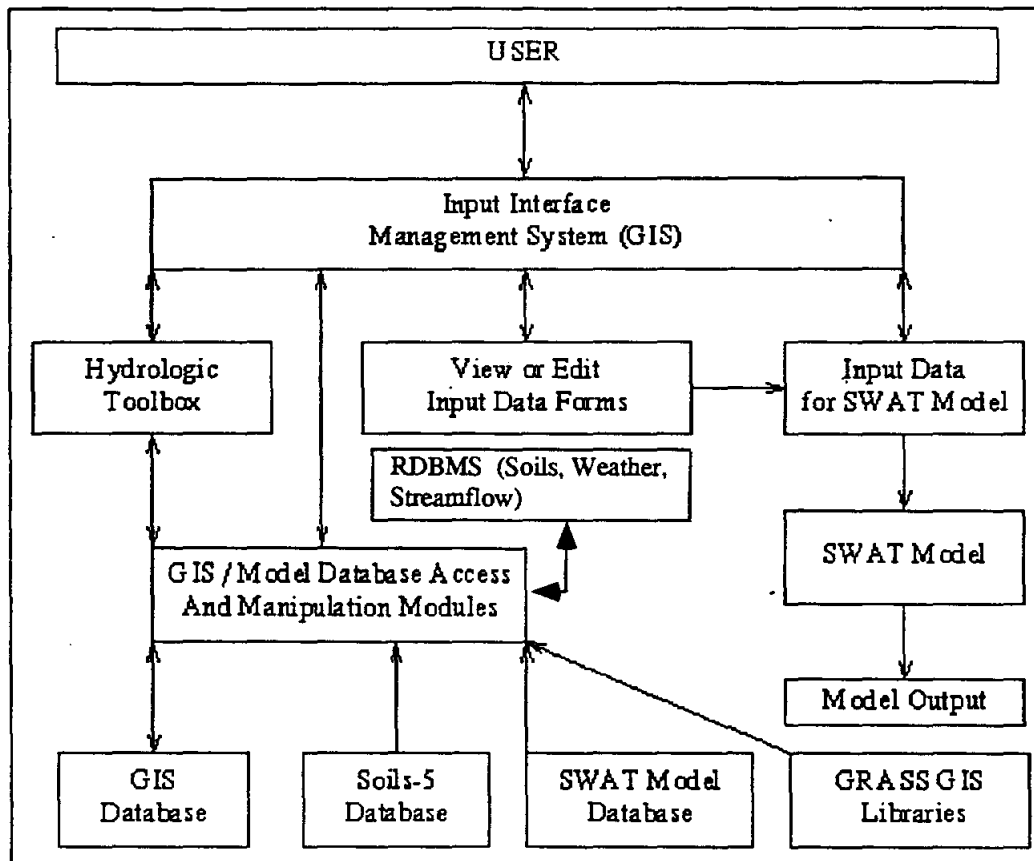 USER
Input Interface
Management System (GIS)
Hydrologic
Toolbox
View or Edit
Input Data Forms
Input Data
for SWAT Model
RDBMS (Soils, Weather,
Streamflow)
SWAT Model
GIS / Model Database Access
And Manipulation Modules
Model Output
GIS
Database
Soils-5
Database
SWAT Model
Database
GRASS GIS
Libraries